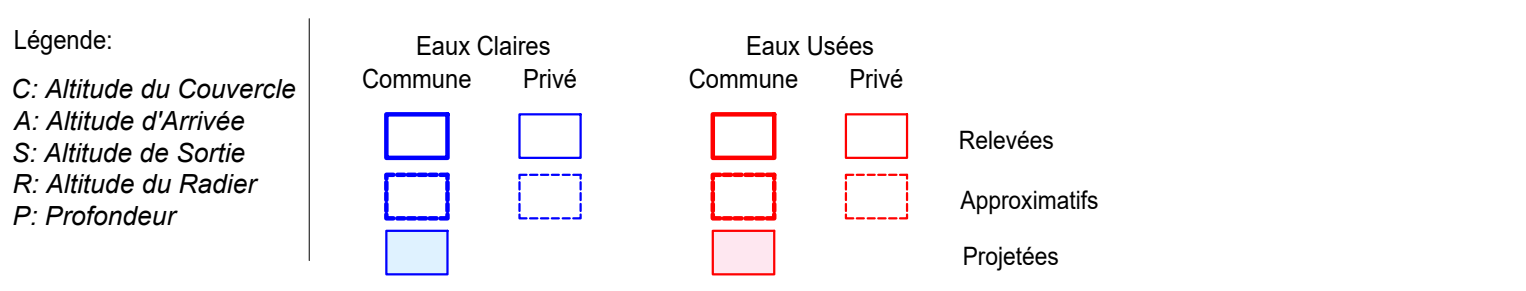 Légende:
C: Altitude du Couvercle
A: Altitude d'Arrivée
S: Altitude de Sortie
R: Altitude du Radier
P: Profondeur
Eaux Claires
Eaux Usées
Commune
Privé
Commune
Privé
Relevées
Approximatifs
Projetées